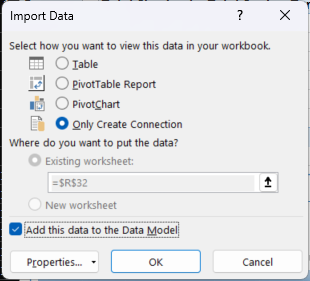 Import Data
?
Select how you want to view this data in your workbook.
Table
PivotTable Report
PivotChart
Only Create Connection
Where do you want to put the data?
Existing worksheet:
=$R$32
New worksheet
Add this data to the Data Model
Properties... OK Cancel